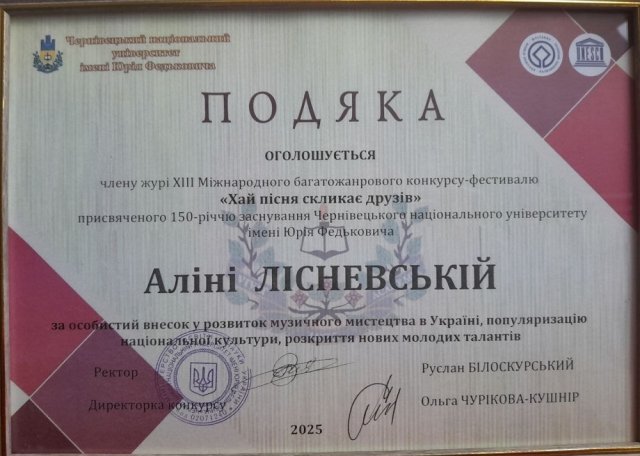 Чернівецький національний
університет
імені Юрія Федьковича
ПОДЯКА
ОГОЛОШУЄТЬСЯ
члену журі XIII Міжнародного багатожанрового конкурсу-фестивалю
«Хай пісня скликає друзів»
присвяченого 150-річчю заснування Чернівецького національного університету
імені Юрія Федьковича
Аліні ЛІСНЕВСЬКІЙ
за особистий внесок у розвиток музичного мистецтва в Україні, популяризацію
національної культури, розкриття нових молодих талантів
Ректор Руслан БІЛОСКУРСЬКИЙ
Директорка конкурсу Ольга ЧУРІКОВА-КУШНІР
2025